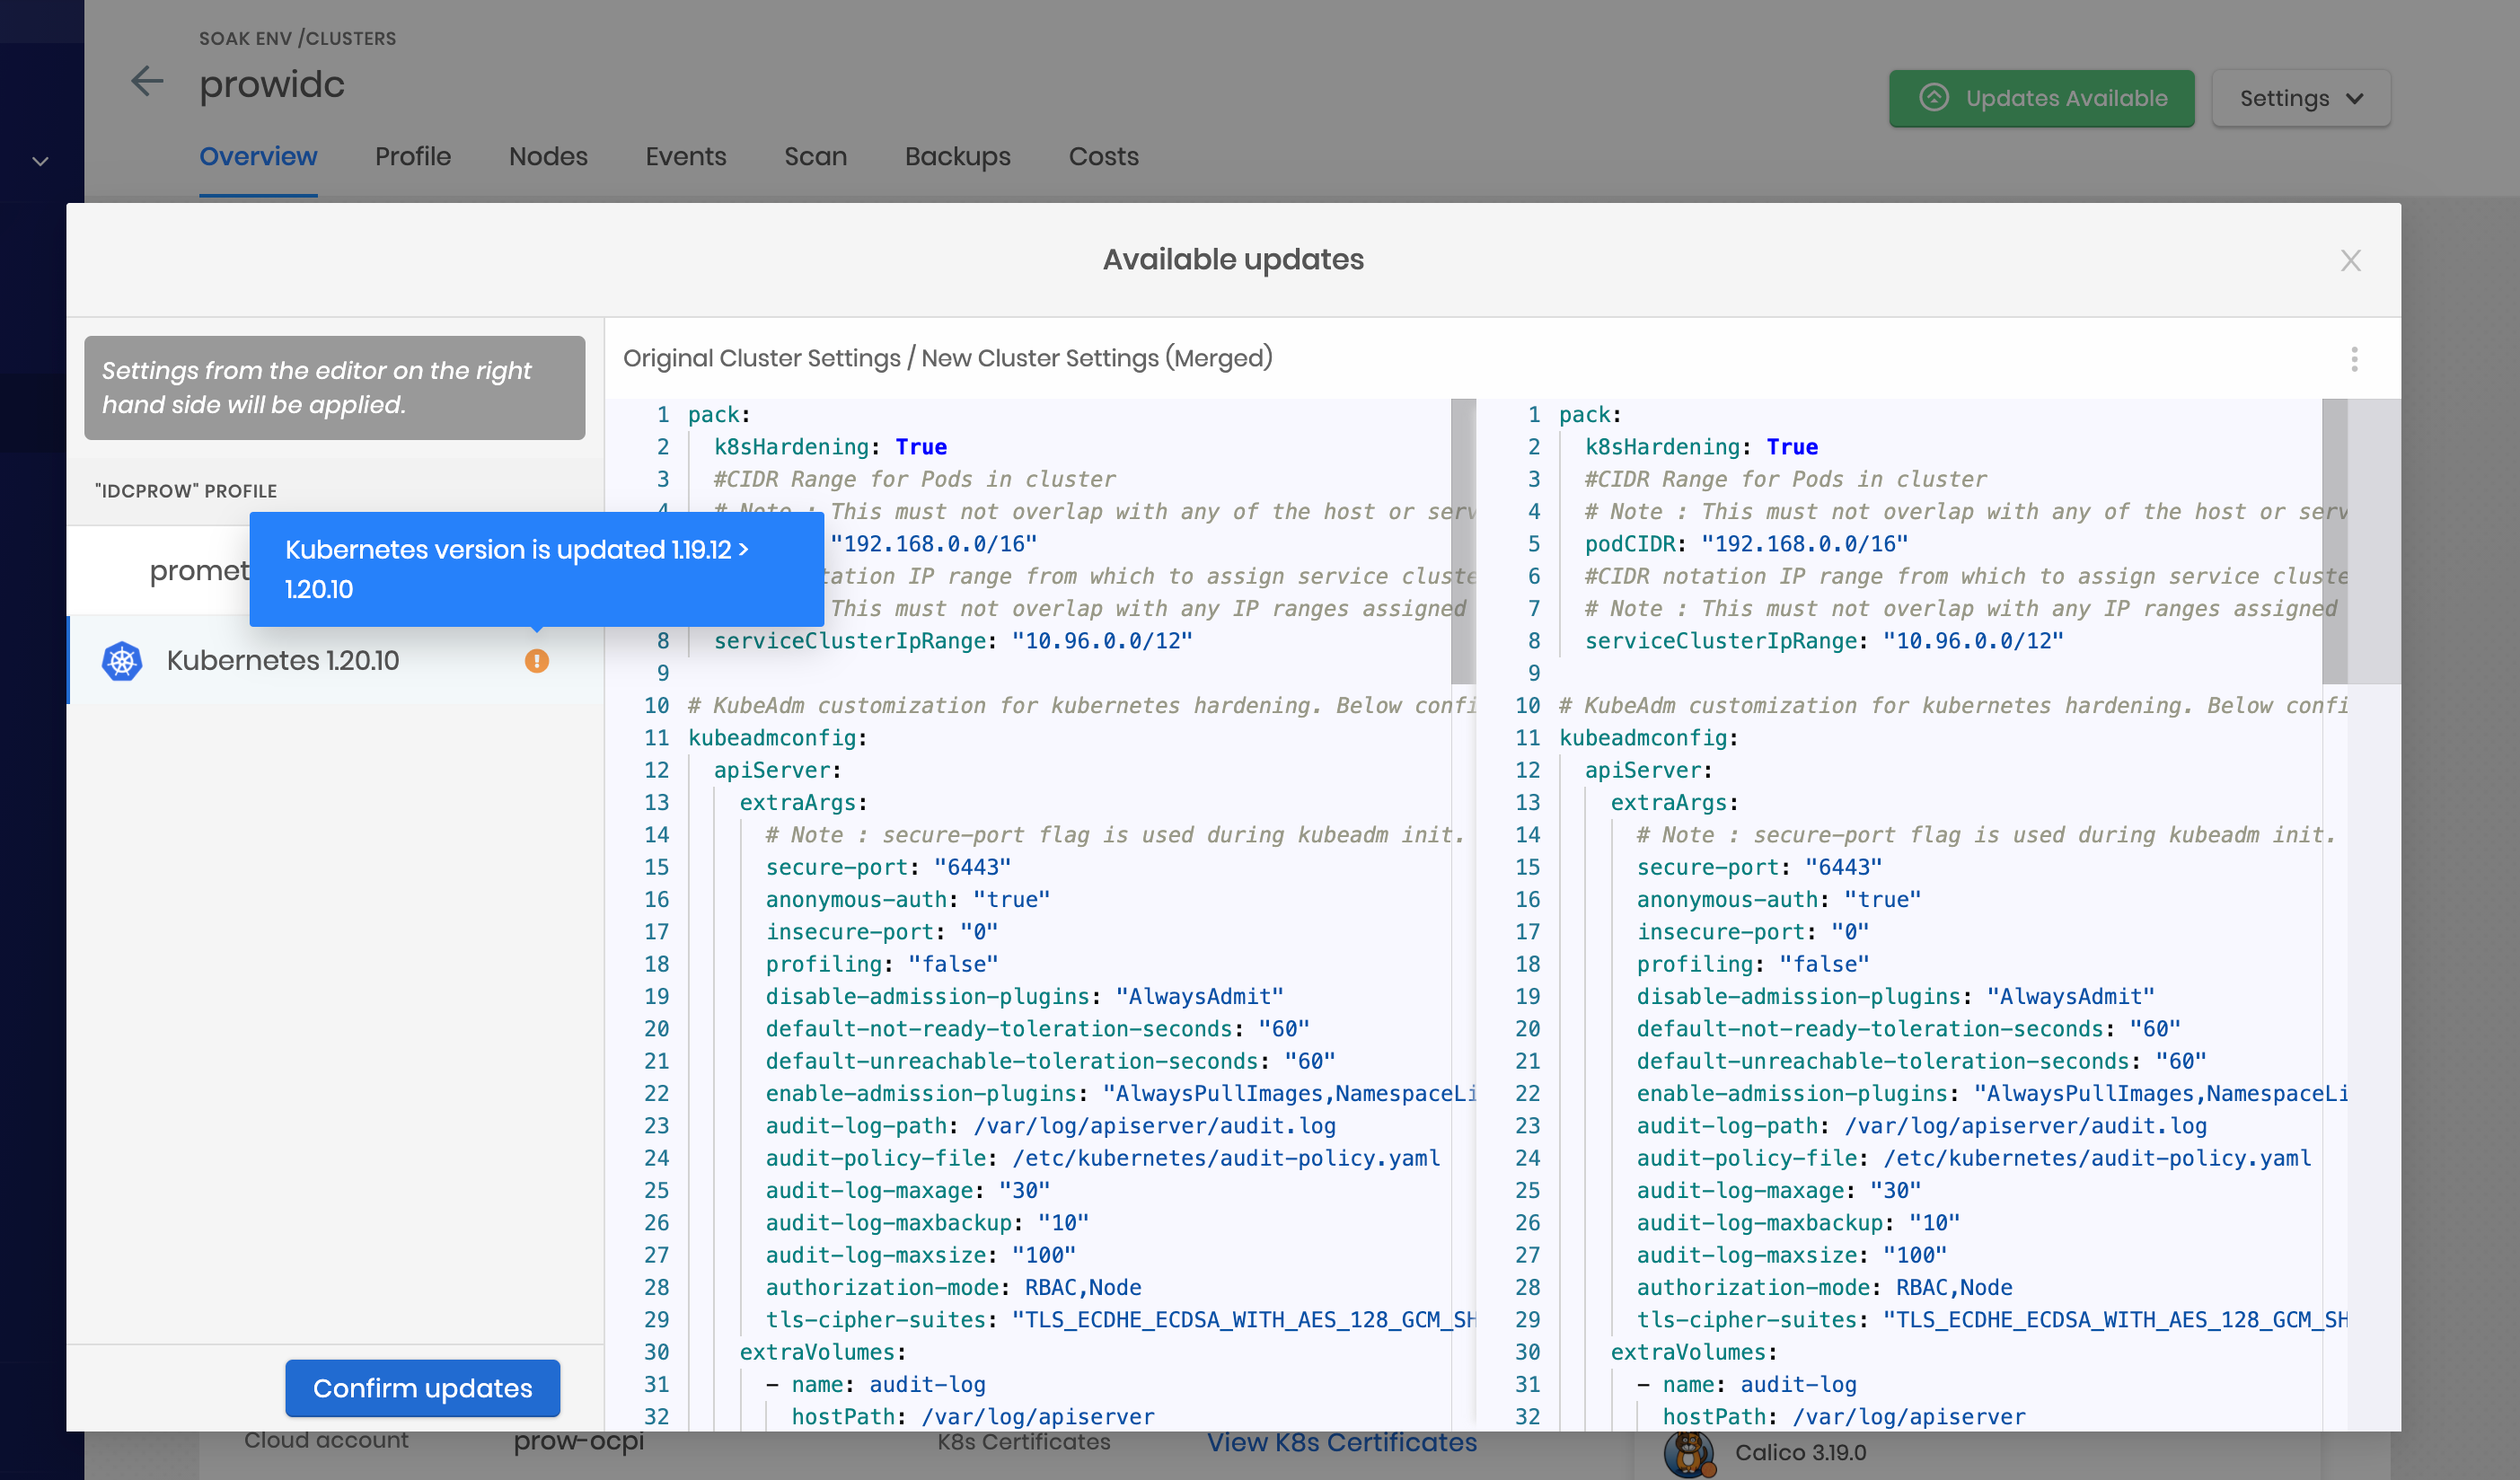 SOAK ENV /CLUSTERS
prowidc
Updates Available
Settings
Overview Profile Nodes Events Scan Backups Costs
Available updates
X
Settings from the editor on the right
hand side will be applied.
"IDCPROW" PROFILE
promet
Kubernetes version is updated 1.19.12 >
1.20.10
Kubernetes 1.20.10
Confirm updates
Original Cluster Settings / New Cluster Settings (Merged)
1 pack:
2 k8sHardening: True
3 #CIDR Range for Pods in cluster
4 # Note : This must not overlap with any of the host or serv
"192.168.0.0/16"
tation IP range from which to assign service cluste
This must not overlap with any IP ranges assigned
8 serviceClusterIpRange: "10.96.0.0/12"
9
10 # KubeAdm customization for kubernetes hardening. Below confi
11 kubeadmconfig:
12 apiServer:
13 extraArgs:
14 # Note : secure-port flag is used during kubeadm init.
15 secure-port: "6443"
16 anonymous-auth: "true"
17 insecure-port: "0"
18 profiling: "false"
19 disable-admission-plugins: "AlwaysAdmit"
20 default-not-ready-toleration-seconds: "60"
21 default-unreachable-toleration-seconds: "60"
22 enable-admission-plugins: "AlwaysPullImages,NamespaceLi
23 audit-log-path: /var/log/apiserver/audit.log
24 audit-policy-file: /etc/kubernetes/audit-policy.yaml
25 audit-log-maxage: "30"
26 audit-log-maxbackup: "10"
27 audit-log-maxsize: "100"
28 authorization-mode: RBAC,Node
29 tls-cipher-suites: "TLS_ECDHE_ECDSA_WITH_AES_128_GCM_SH
30 extraVolumes:
31 - name: audit-log
32 hostPath: /var/log/apiserver
1 pack:
2 k8sHardening: True
3 #CIDR Range for Pods in cluster
4 # Note : This must not overlap with any of the host or serv
5 podCIDR: "192.168.0.0/16"
6 #CIDR notation IP range from which to assign service cluste
7 # Note : This must not overlap with any IP ranges assigned
8 serviceClusterIpRange: "10.96.0.0/12"
9
10 # KubeAdm customization for kubernetes hardening. Below confi
11 kubeadmconfig:
12 apiServer:
13 extraArgs:
14 # Note : secure-port flag is used during kubeadm init.
15 secure-port: "6443"
16 anonymous-auth: "true"
17 insecure-port: "0"
18 profiling: "false"
19 disable-admission-plugins: "AlwaysAdmit"
20 default-not-ready-toleration-seconds: "60"
21 default-unreachable-toleration-seconds: "60"
22 enable-admission-plugins: "AlwaysPullImages,NamespaceLi
23 audit-log-path: /var/log/apiserver/audit.log
24 audit-policy-file: /etc/kubernetes/audit-policy.yaml
25 audit-log-maxage: "30"
26 audit-log-maxbackup: "10"
27 audit-log-maxsize: "100"
28 authorization-mode: RBAC,Node
29 tls-cipher-suites: "TLS_ECDHE_ECDSA_WITH_AES_128_GCM_SH
30 extraVolumes:
31 - name: audit-log
32 hostPath: /var/log/apiserver
Cloud account prow-ocpi K8s Certificates View K8s Certificates Calico 3.19.0